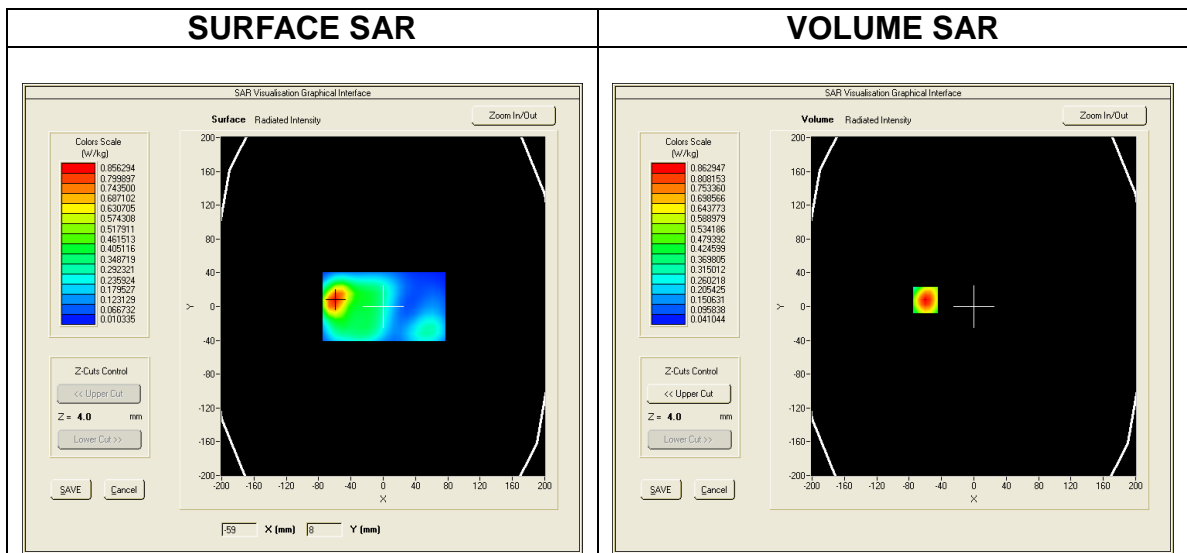 SURFACE SAR
VOLUME SAR
SAR Visualisation Graphical Interface
Surface Radiated Intensity
Zoom In/Out
Colors Scale
(W/kg)
0.856294
0.799897
0.743500
0.687102
0.630705
0.574308
0.517911
0.461513
0.405116
0.348719
0.292321
0.235924
0.179527
0.123129
0.066732
0.010335
Z-Cuts Control
<< Upper Cut
Z = 4.0 mm
Lower Cut >>
SAVE
Cancel
200
160
120
80
40
0
-40
-80
-120
-160
-200
Y
-200 -160 -120 -80 -40 0 40 80 120 160 200
X
-59 X (mm) 8 Y (mm)
SAR Visualisation Graphical Interface
Volume Radiated Intensity
Zoom In/Out
Colors Scale
(W/kg)
0.862947
0.808153
0.753360
0.698566
0.643773
0.588979
0.534186
0.479392
0.424599
0.369805
0.315012
0.260218
0.205425
0.150631
0.095838
0.041044
Z-Cuts Control
<< Upper Cut
Z = 4.0 mm
Lower Cut >>
SAVE
Cancel
200
160
120
80
40
0
-40
-80
-120
-160
-200
Y
-200 -160 -120 -80 -40 0 40 80 120 160 200
X